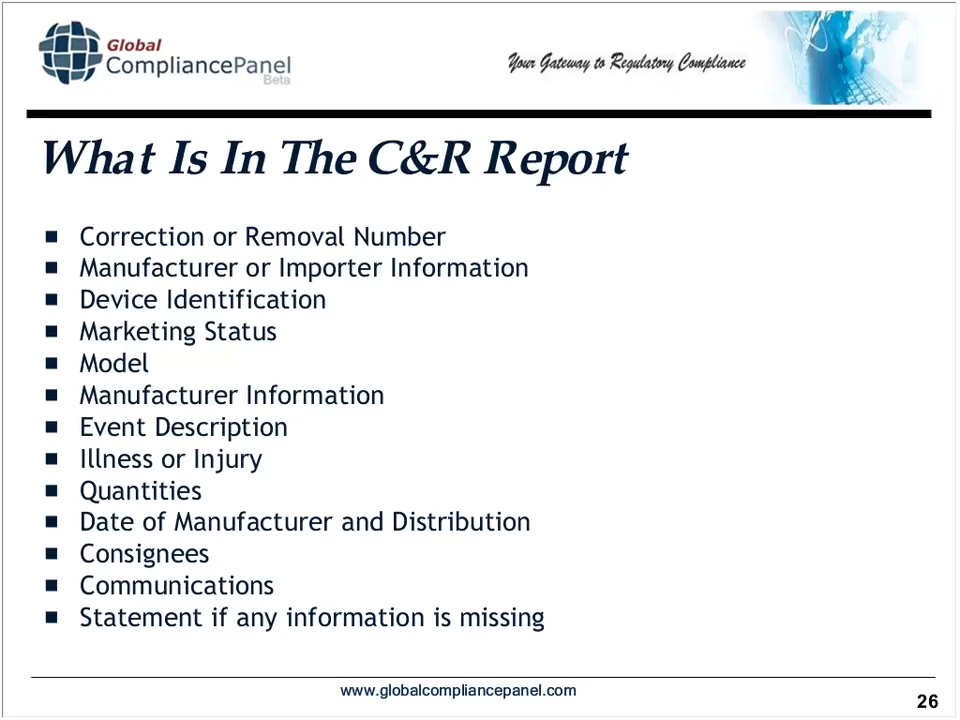 Global
CompliancePanel
Beta
Your Gateway to Regulatory Compliance
What Is In The C&R Report
Correction or Removal Number
Manufacturer or Importer Information
Device Identification
Marketing Status
Model
Manufacturer Information
Event Description
Illness or Injury
Quantities
Date of Manufacturer and Distribution
Consignees
Communications
Statement if any information is missing
www.globalcompliancepanel.com
26